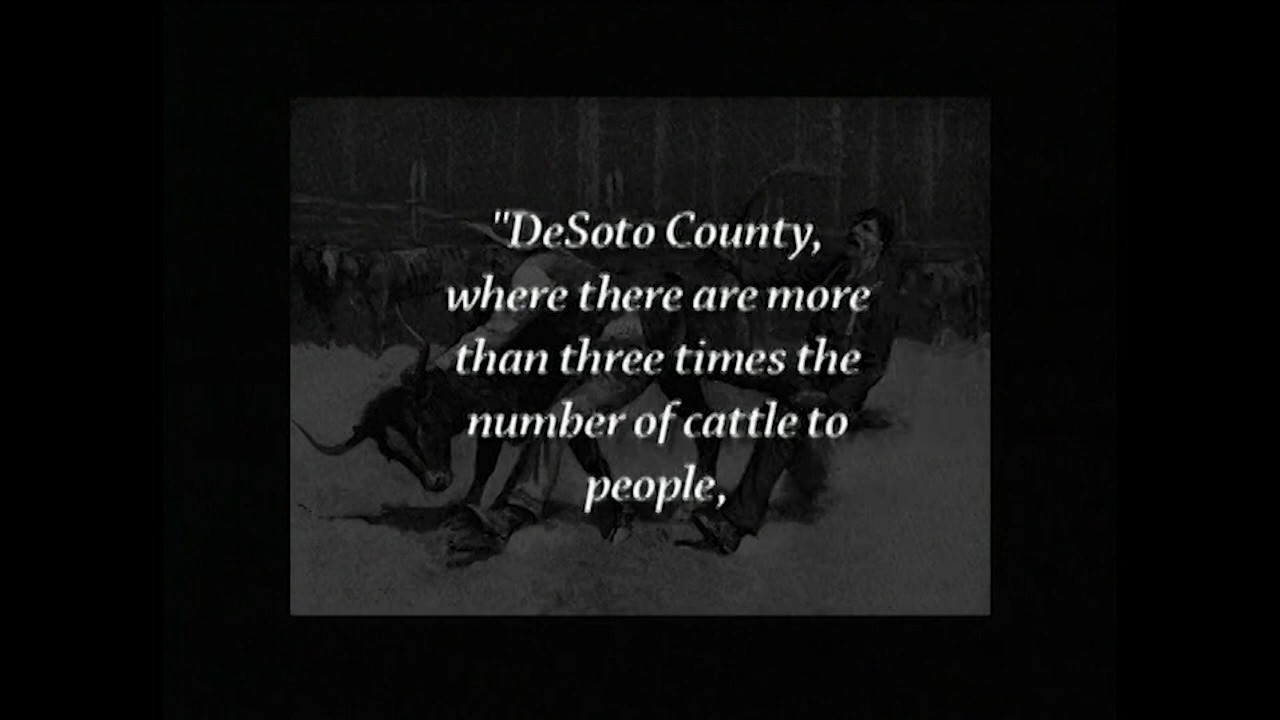 "DeSoto County,
where there are more
than three times the
number of cattle to
people,